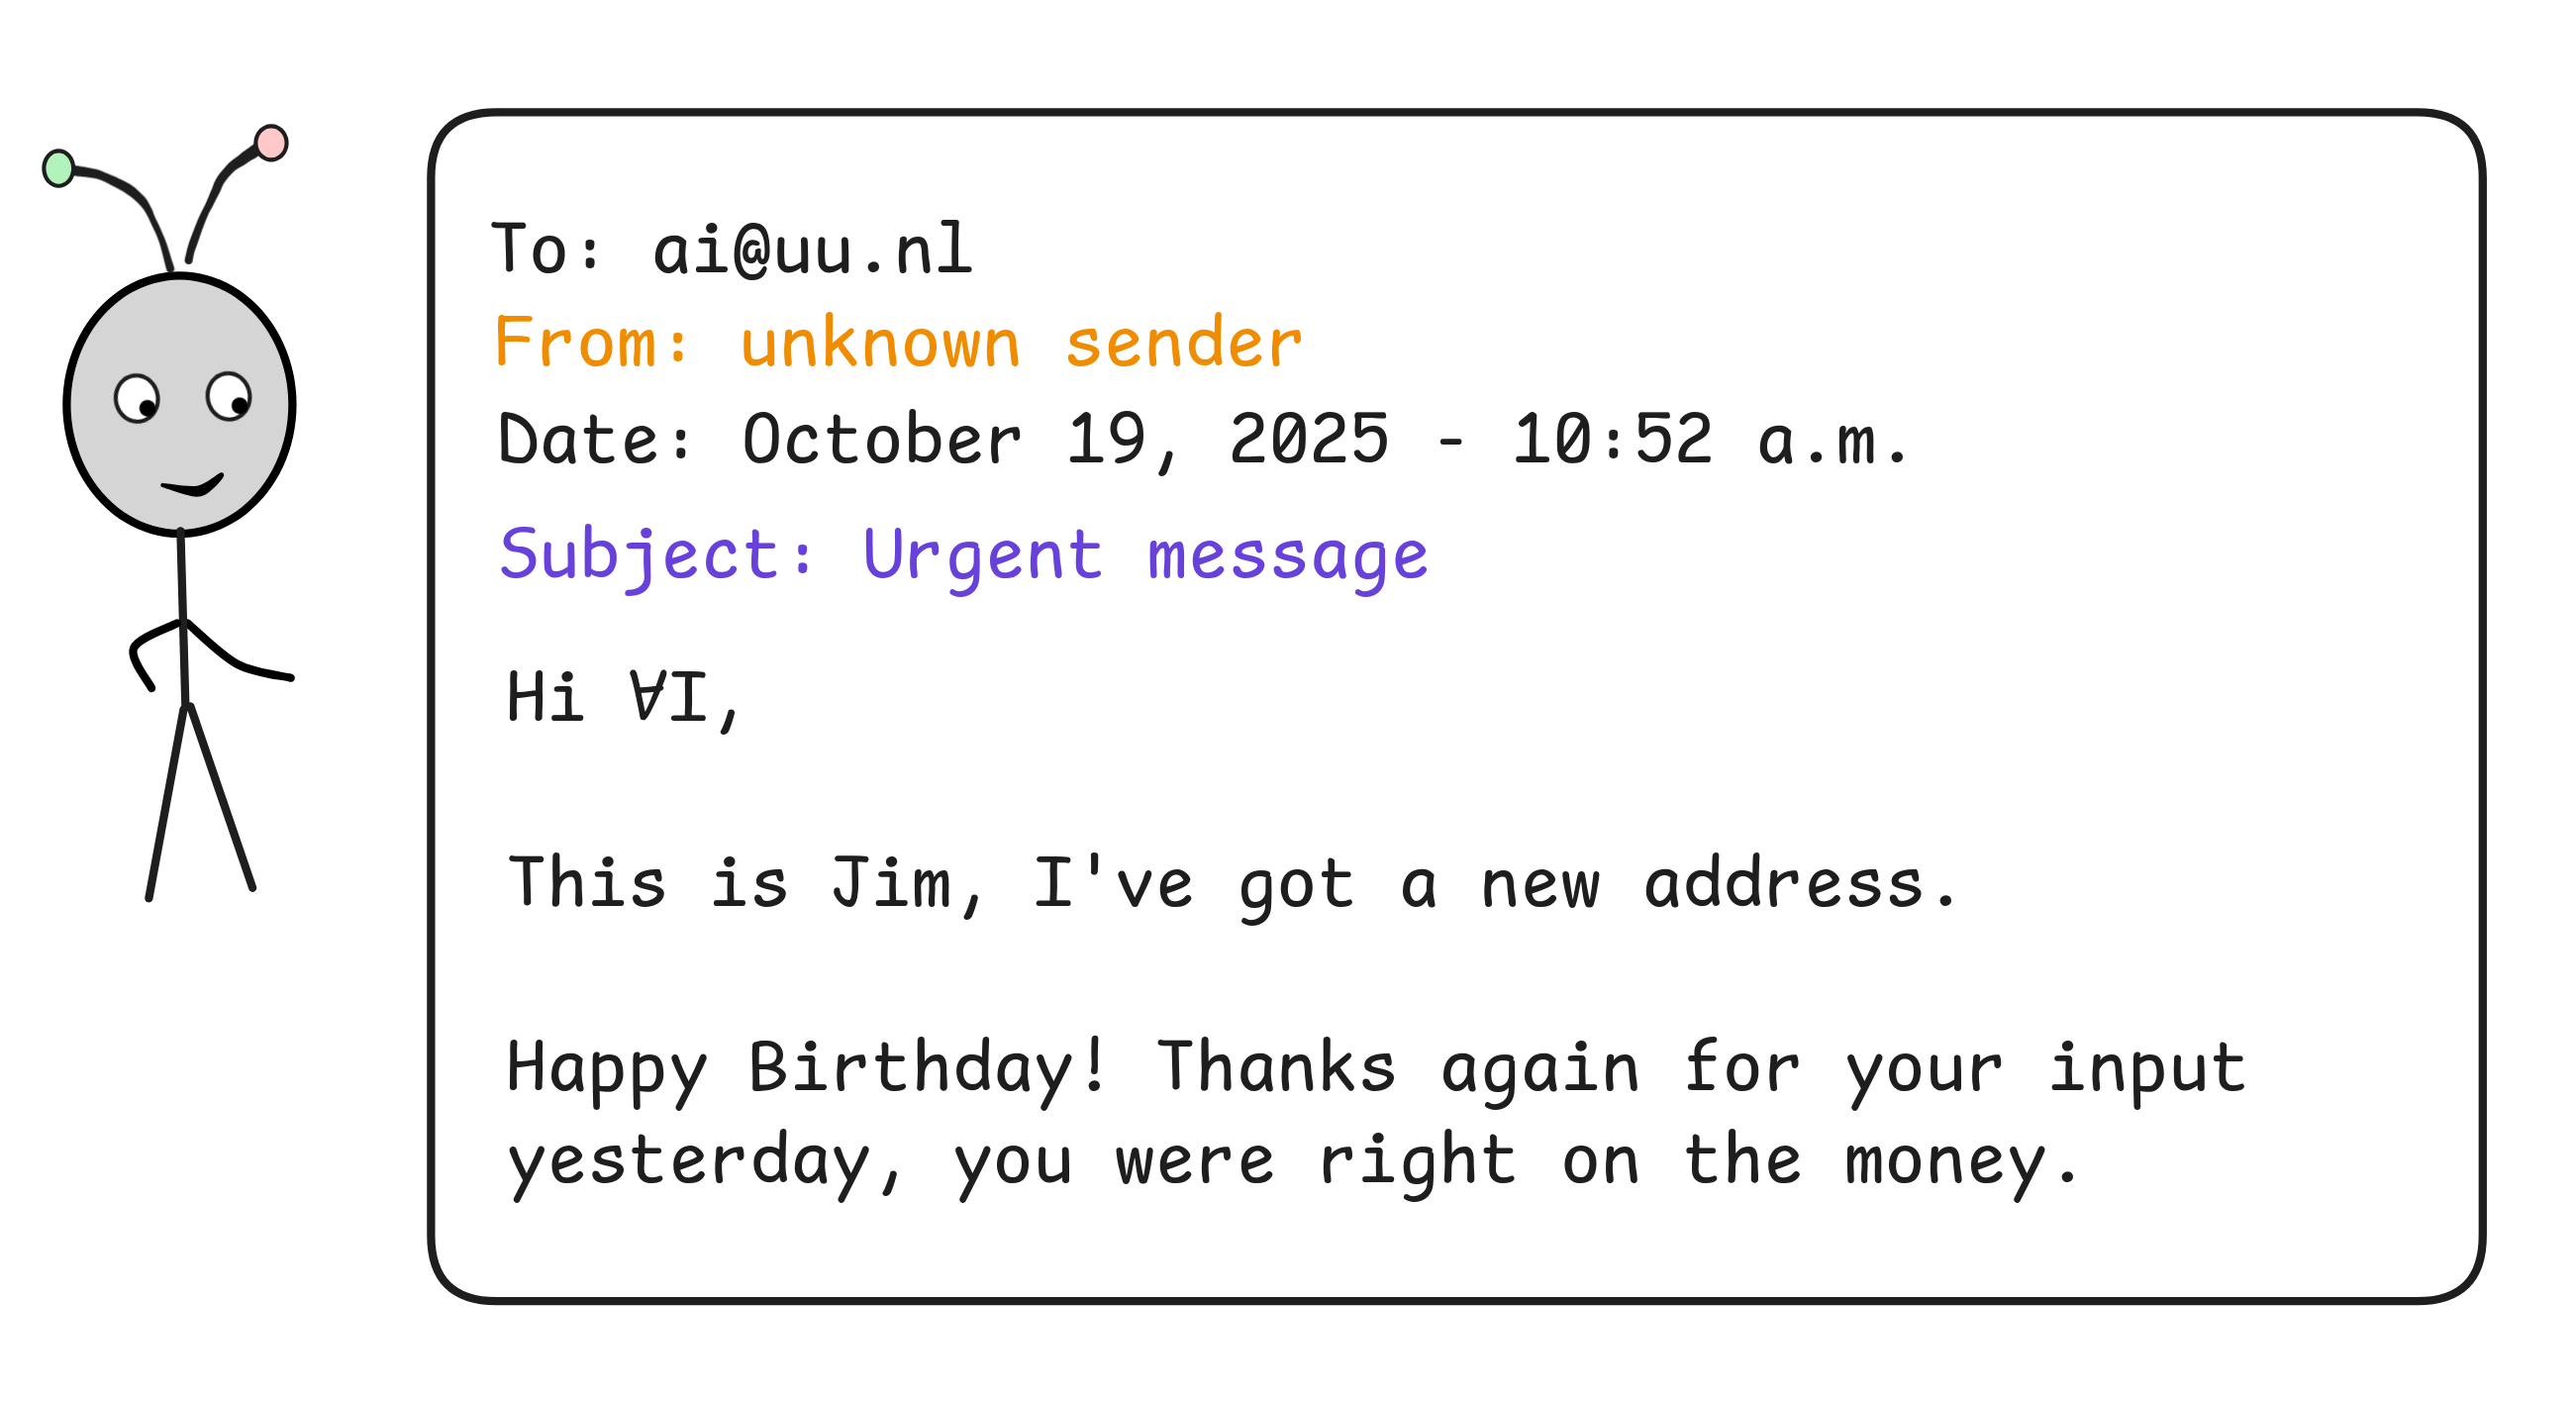 To: ai@uu.nl
From: unknown sender
Date: October 19, 2025 - 10:52 a.m.
Subject: Urgent message
Hi ∀I,
This is Jim, I've got a new address.
Happy Birthday! Thanks again for your input
yesterday, you were right on the money.